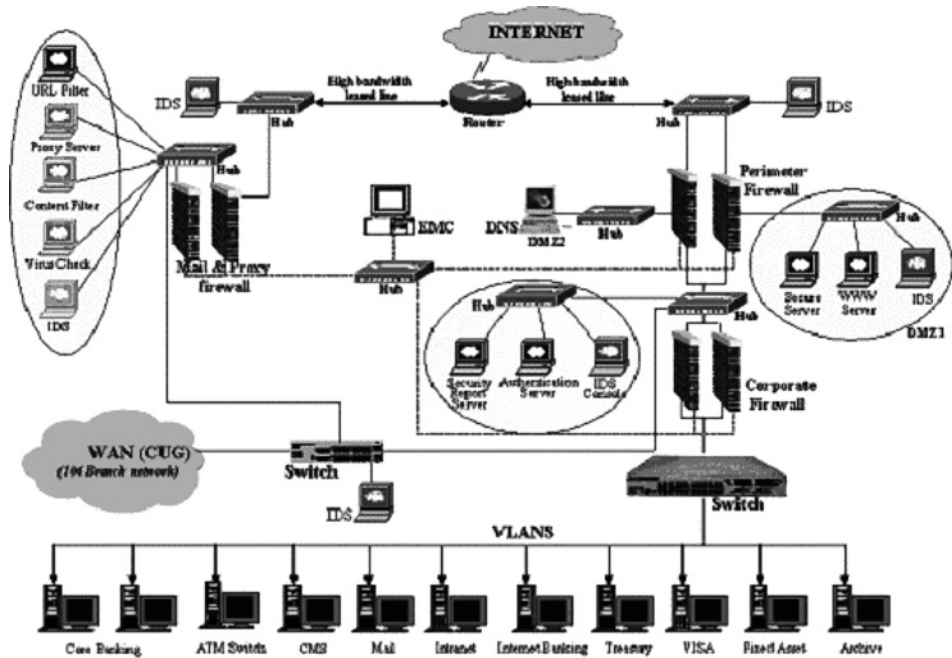 INTERNET
URL Filter
Proxy Server
Content Filter
Virus Check
IDS
Hub
Mail & Proxy
firewall
IDS
Hub
High bandwidth
leased line
Router
High bandwidth
leased line
Hub
IDS
Perimeter
Firewall
EMC
Hub
DNS
DMZ2
Hub
Hub
Secure
Server
WWW
Server
IDS
DMZ1
Hub
Security
Report
Server
Authentication
Server
IDS
Console
Hub
Corporate
Firewall
WAN (CUG)
Switch
IDS
Switch
VLANS
Core Banking
ATM Switch
CMS
Mail
Intranet
Internet Banking
Treasury
VISA
Fixed Asset
Archive